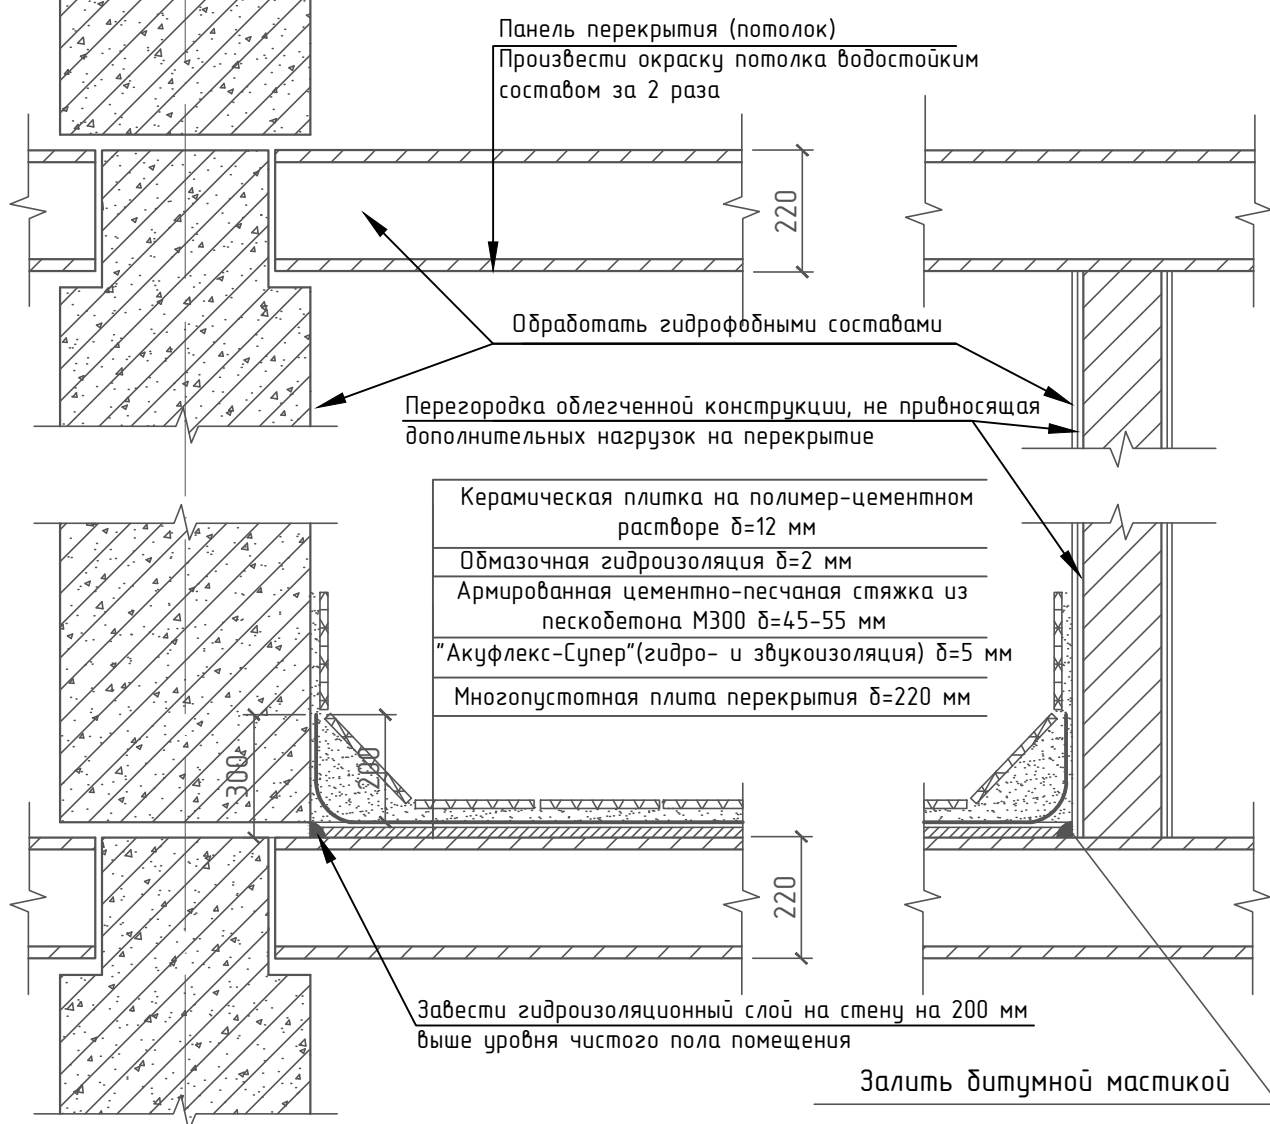 Панель перекрытия (потолок)
Произвести окраску потолка водостойким
составом за 2 раза
220
Обработать гидрофобными составами
Перегородка облегченной конструкции, не привносящая
дополнительных нагрузок на перекрытие
Керамическая плитка на полимер-цементном
растворе δ=12 мм
Обмазочная гидроизоляция δ=2 мм
Армированная цементно-песчаная стяжка из
пескобетона М300 δ=45-55 мм
"Акуфлекс-Супер"(гидро- и звукоизоляция) δ=5 мм
Многопустотная плита перекрытия δ=220 мм
300
200
220
Завести гидроизоляционный слой на стену на 200 мм
выше уровня чистого пола помещения
Залить битумной мастикой